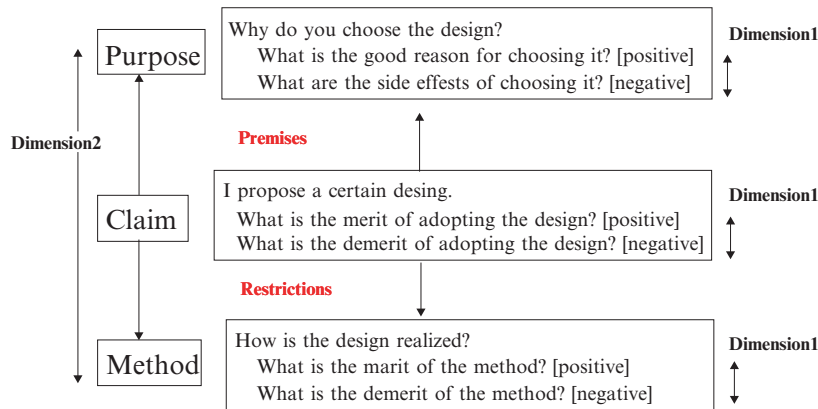 Purpose
Why do you choose the design?
What is the good reason for choosing it? [positive]
What are the side effests of choosing it? [negative]
Dimension1
Dimension2
Premises
Claim
I propose a certain desing.
What is the merit of adopting the design? [positive]
What is the demerit of adopting the design? [negative]
Dimension1
Restrictions
Method
How is the design realized?
What is the marit of the method? [positive]
What is the demerit of the method? [negative]
Dimension1